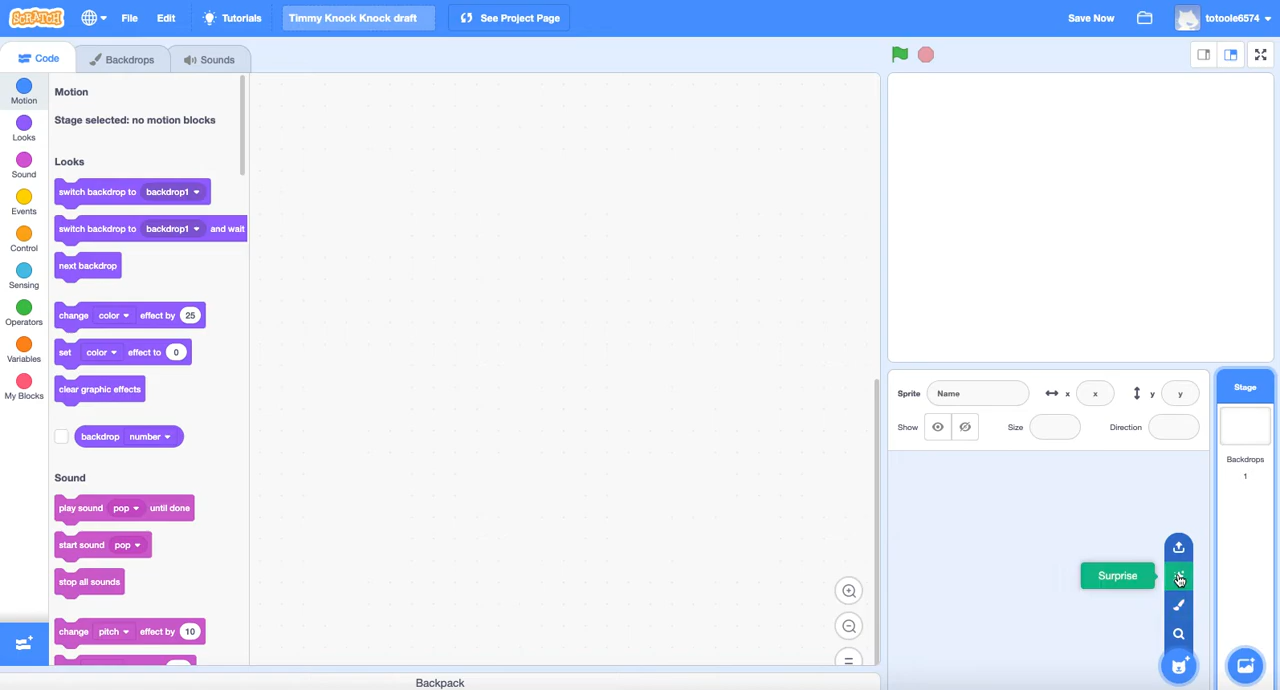 SCRATCH File Edit Tutorials Timmy Knock Knock draft See Project Page Save Now totoole6574
Code Backdrops Sounds
Motion
Looks
Sound
Events
Control
Sensing
Operators
Variables
My Blocks
Motion
Stage selected: no motion blocks
Looks
switch backdrop to backdrop1
switch backdrop to backdrop1 and wait
next backdrop
change color effect by 25
set color effect to 0
clear graphic effects
backdrop number
Sound
play sound pop until done
start sound pop
stop all sounds
change pitch effect by 10
Backpack
Sprite Name x x y y
Show Size Direction
Surprise
Stage
Backdrops
1